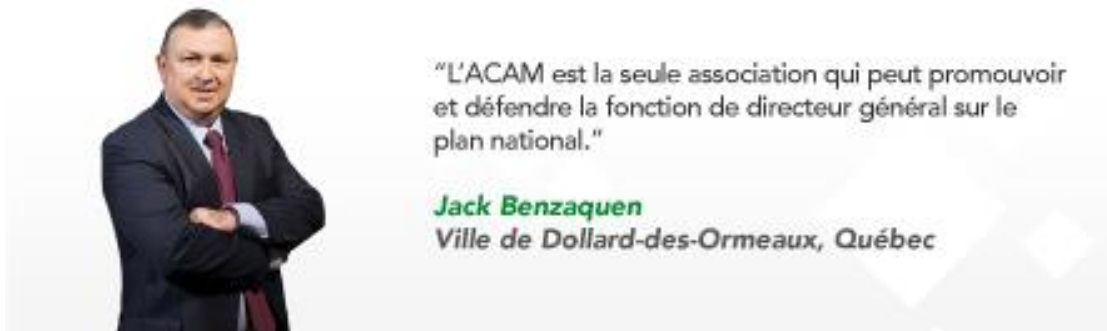 “L’ACAM est la seule association qui peut promouvoir
et défendre la fonction de directeur général sur le
plan national.”
Jack Benzaquen
Ville de Dollard-des-Ormeaux, Québec